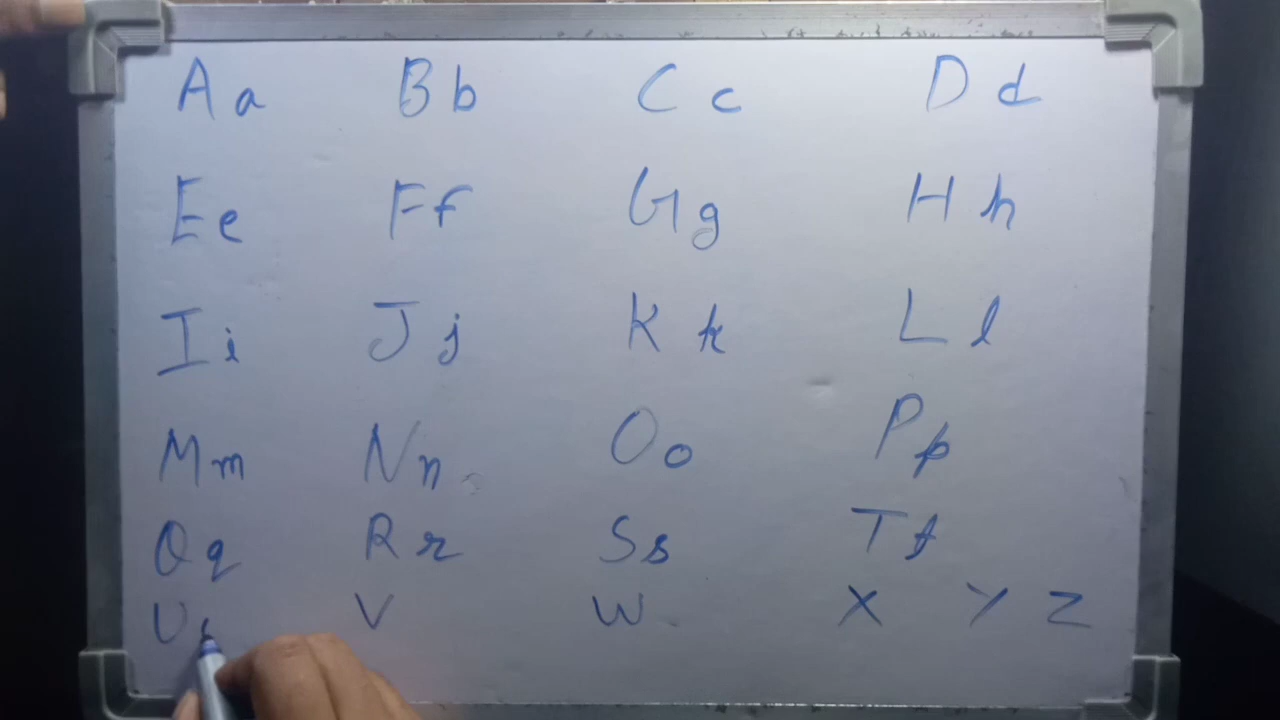 Aa Bb Cc Dd
Ee Ff Gg Hh
Ii Jj Kk Ll
Mm Nn Oo Pp
Qq Rr Ss Tt
U V W X Y Z